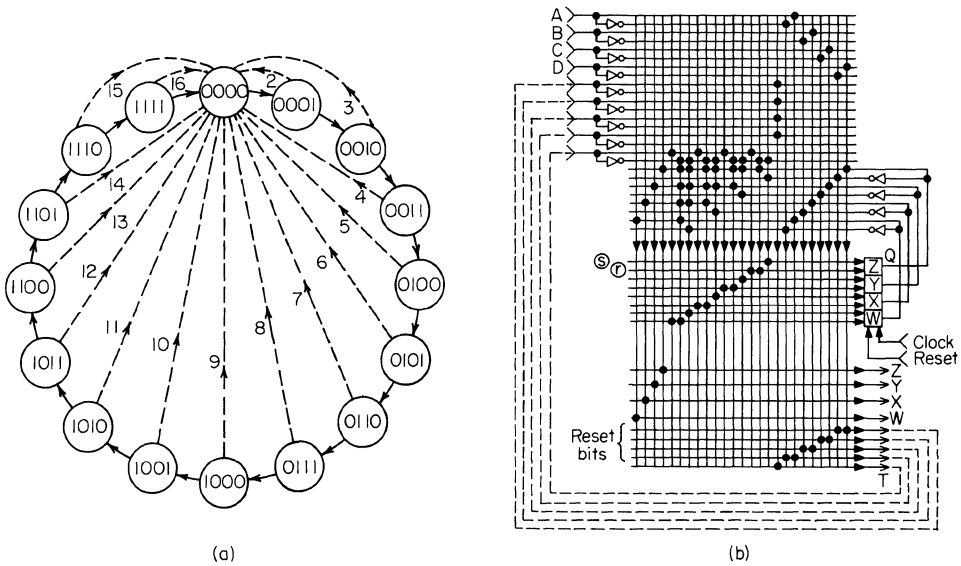 0000
0001
0010
0011
0100
0101
0110
0111
1000
1001
1010
1011
1100
1101
1110
1111
2
3
4
5
6
7
8
9
10
11
12
13
14
15
16
(a)
A
B
C
D
S
r
Q
Z
Y
X
W
Clock
Reset
Z
Y
X
W
Reset
bits
T
(b)